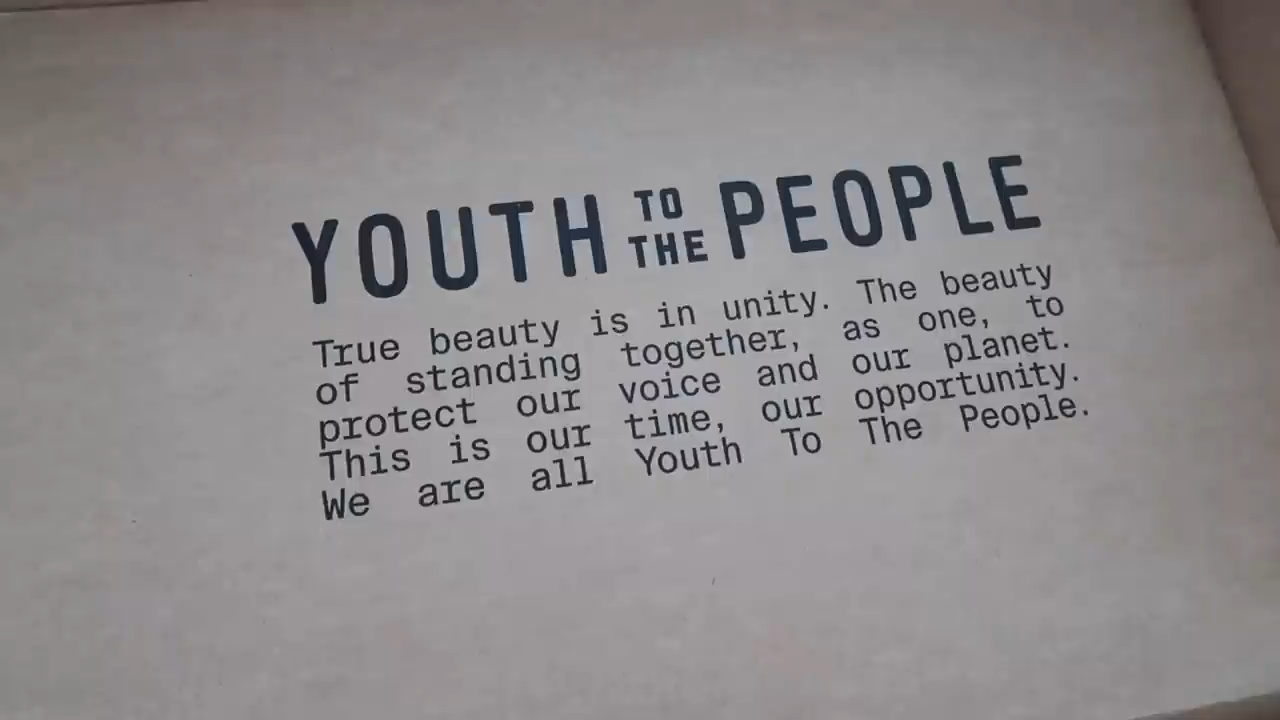 YOUTH TO THE PEOPLE
True beauty is in unity. The beauty
of standing together, as one, to
protect our voice and our planet.
This is our time, our opportunity.
We are all Youth To The People.